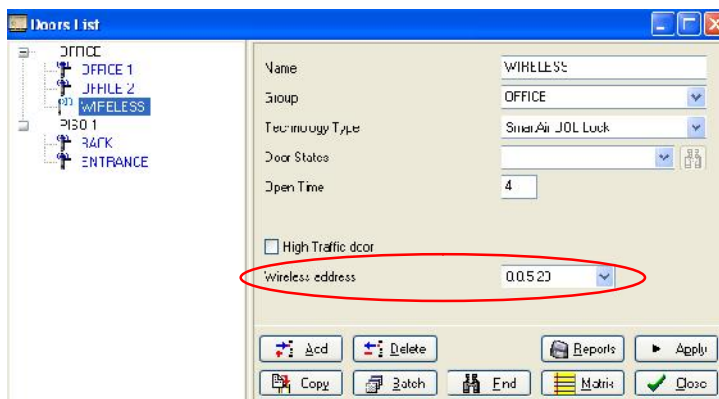 Doors List
OFFICE
OFFICE 1
OFFICE 2
WIRELESS
PISO 1
BACK
ENTRANCE
Name WIRELESS
Group OFFICE
Technology Type SmartAir Lock
Door States
Open Time 4
High Traffic door
Wireless address 0.0.5.20
Add Delete Reports Apply
Copy Batch Matrix Close